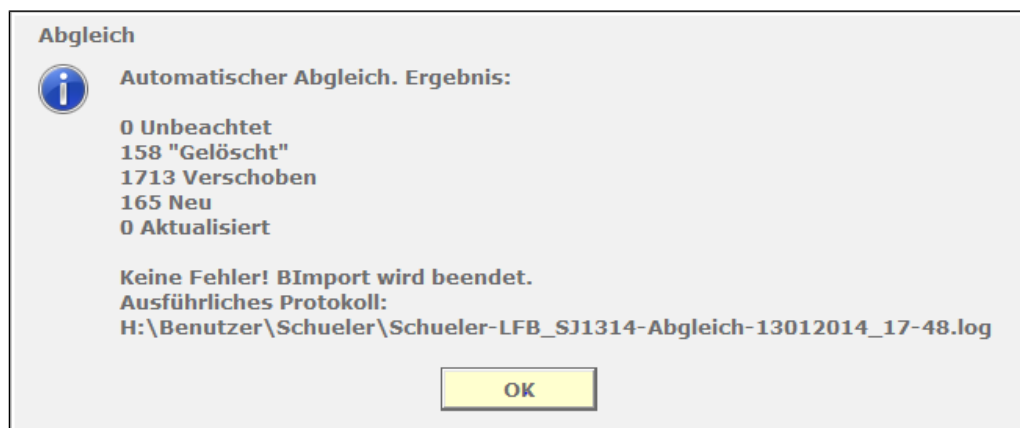 Abgleich
Automatischer Abgleich. Ergebnis:
0 Unbeachtet
158 "Gelöscht"
1713 Verschoben
165 Neu
0 Aktualisiert
Keine Fehler! BImport wird beendet.
Ausführliches Protokoll:
H:\Benutzer\Schueler\Schueler-LFB_SJ1314-Abgleich-13012014_17-48.log
OK